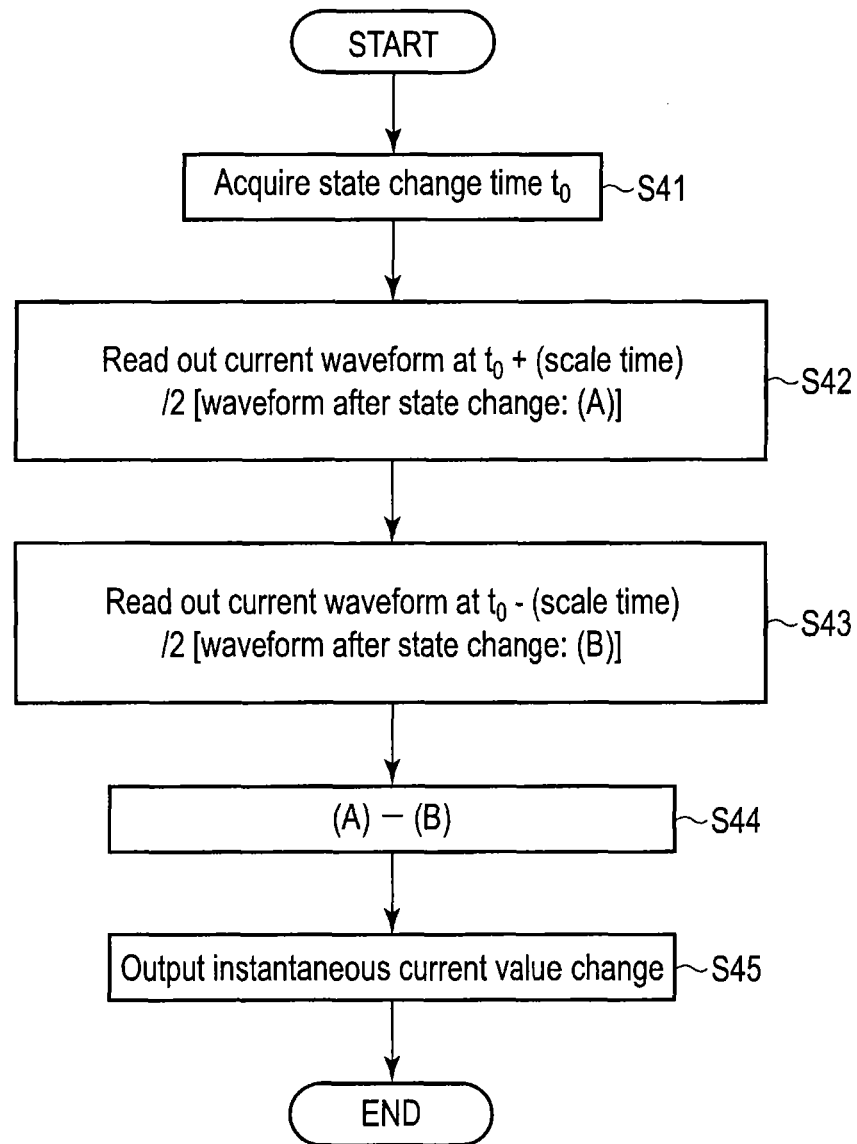 START
Acquire state change time t₀ ~S41
Read out current waveform at t₀ + (scale time)
/2 [waveform after state change: (A)]
~S42
Read out current waveform at t₀ - (scale time)
/2 [waveform after state change: (B)]
~S43
(A) − (B) ~S44
Output instantaneous current value change ~S45
END